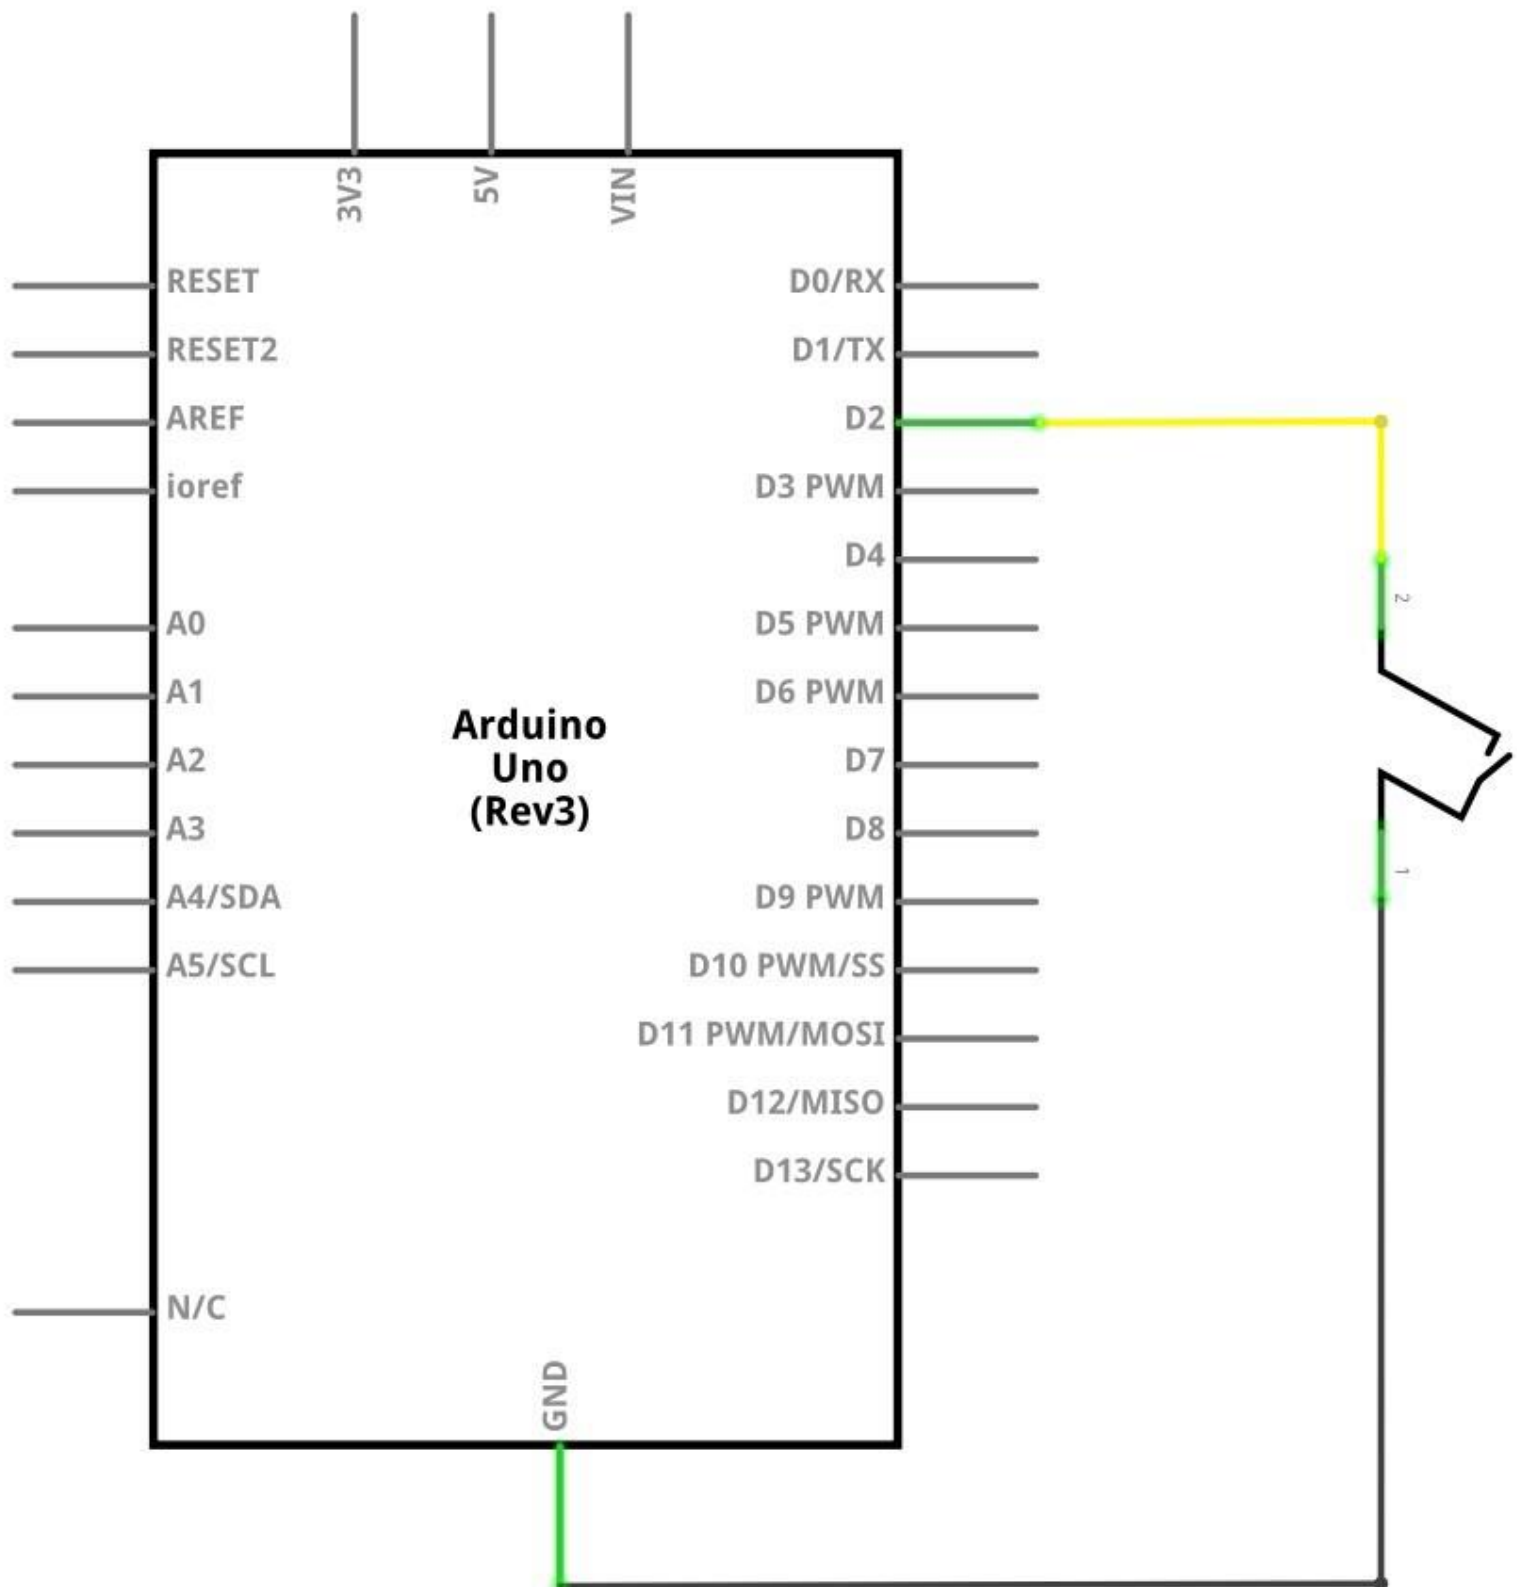 3V3
5V
VIN
RESET
D0/RX
RESET2
D1/TX
AREF
D2
ioref
D3 PWM
D4
2
A0
D5 PWM
A1
D6 PWM
Arduino
Uno
(Rev3)
A2
D7
A3
D8
1
A4/SDA
D9 PWM
A5/SCL
D10 PWM/SS
D11 PWM/MOSI
D12/MISO
D13/SCK
N/C
GND